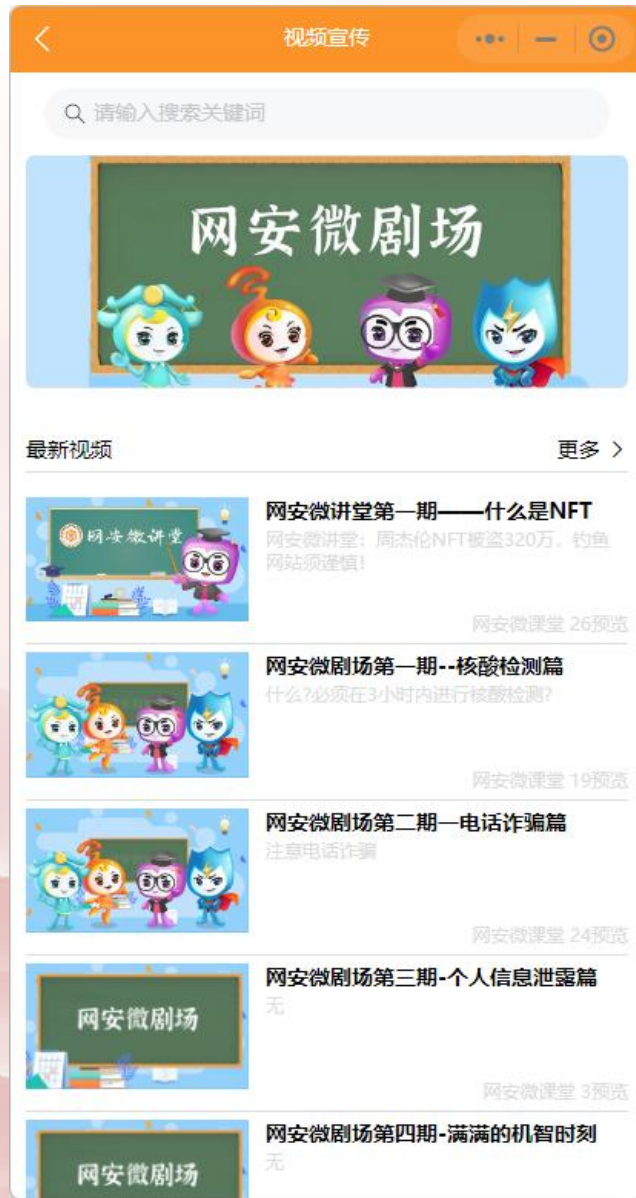 视频宣传
请输入搜索关键词
网安微剧场
最新视频
更多
网安微讲堂
网安微讲堂第一期——什么是NFT
网安微讲堂：周杰伦NFT被盗320万，钓鱼
网站须谨慎！
网安微课堂 26预览
网安微剧场第一期--核酸检测篇
什么?必须在3小时内进行核酸检测?
网安微课堂 19预览
网安微剧场第二期—电话诈骗篇
注意电话诈骗
网安微课堂 24预览
网安微剧场
网安微剧场第三期-个人信息泄露篇
无
网安微课堂 3预览
网安微剧场
网安微剧场第四期-满满的机智时刻
无